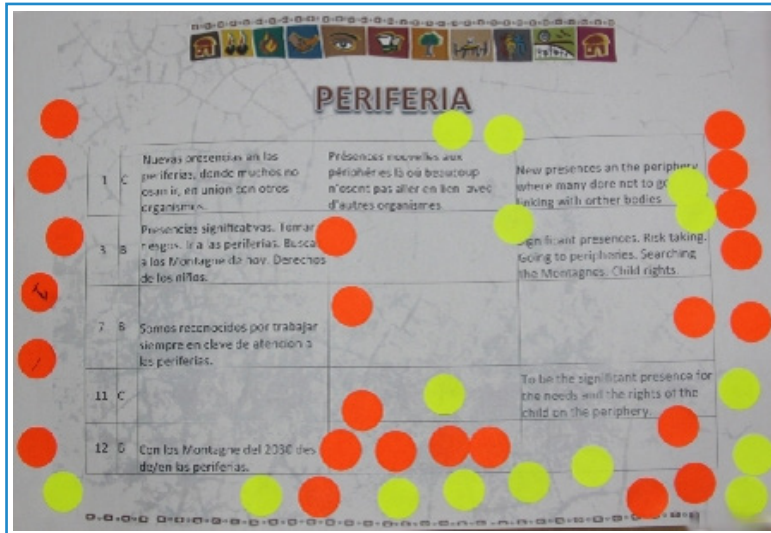 PERIFERIA
1 C
Nuevas presencias en las
periferias, donde muchos no
osan ir, en union con otros
organismos.
Présences nouvelles aux
périphéries là où beaucoup
n'osent pas aller en lien avec
d'autres organismes.
New presences an the periphery
where many dare not to go
linking with orther bodies
3 B
Presencias significativas. Tomar
riesgos. Ir a las periferias. Busca
a los Montagne de hoy. Derechos
de los niños.
significant presences. Risk taking.
Going to peripheries. Searching
the Montagnes. Child rights.
7 B
Somos reconocidos por trabajar
siempre en clave de atencion a
las periferias.
11 C
To be the significant presence for
the needs and the rights of the
child on the periphery.
12
Con los Montagne del 2030 des
de/en las periferias.